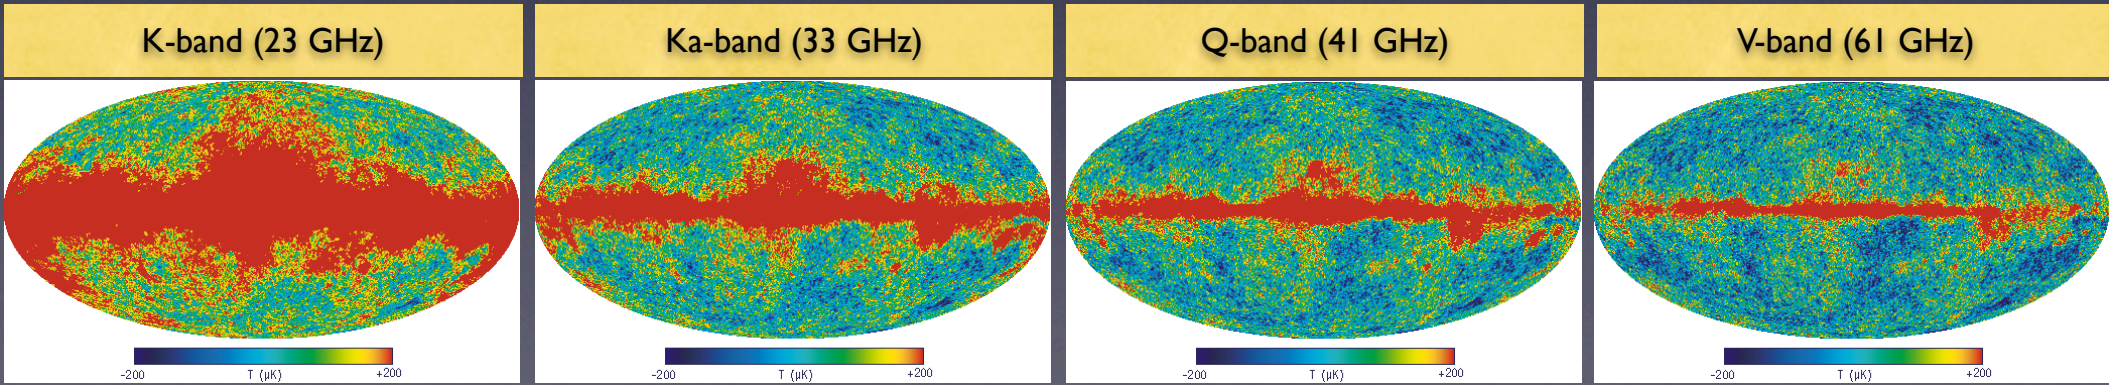 K-band (23 GHz)
Ka-band (33 GHz)
Q-band (41 GHz)
V-band (61 GHz)
-200 T (μK) +200
-200 T (μK) +200
-200 T (μK) +200
-200 T (μK) +200